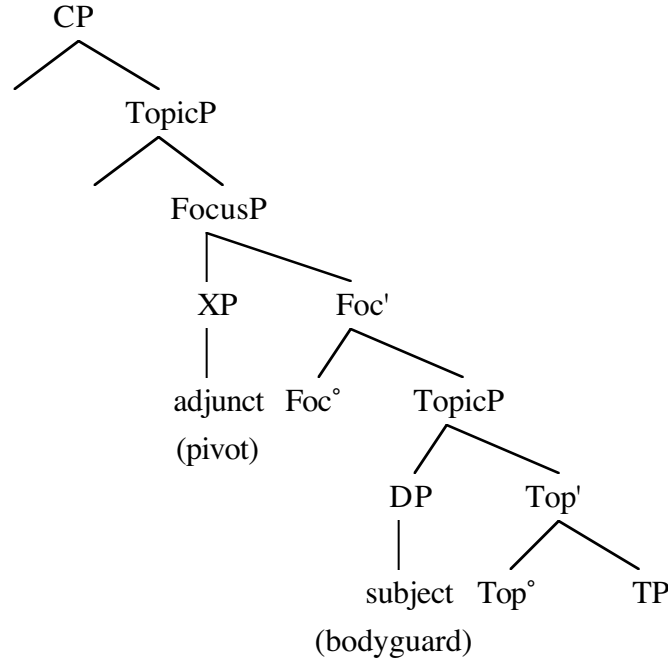 CP
TopicP
FocusP
XP Foc'
adjunct Foc° TopicP
(pivot)
DP Top'
subject Top° TP
(bodyguard)